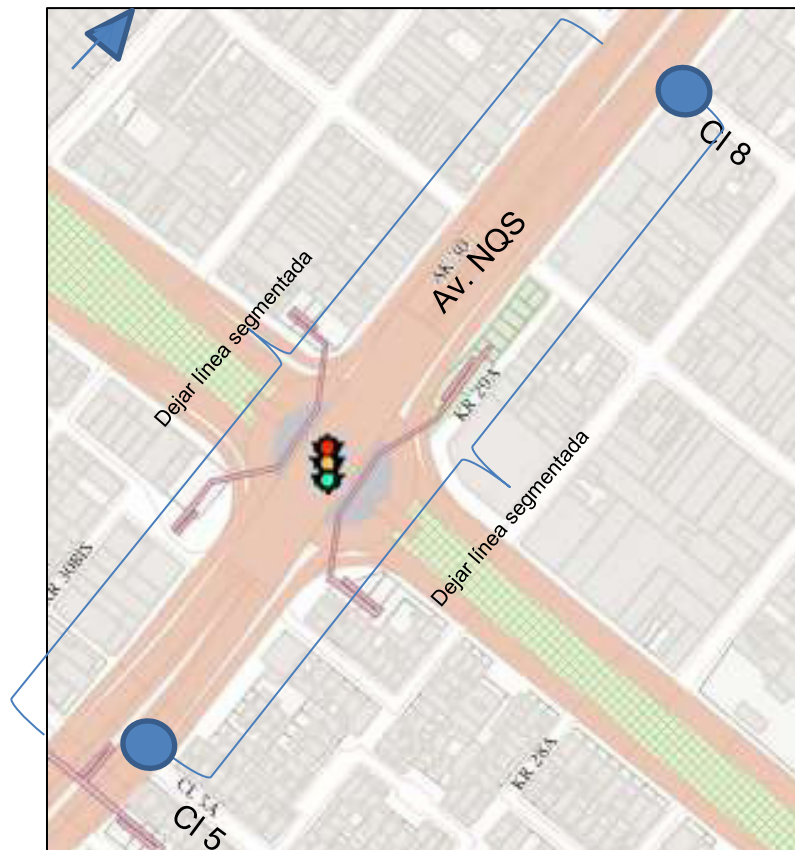 Cl 8
Av. NQS
AK 30
Dejar línea segmentada
KR 29A
Dejar línea segmentada
KR 30BIS
KR 28A
CL 5A
Cl 5